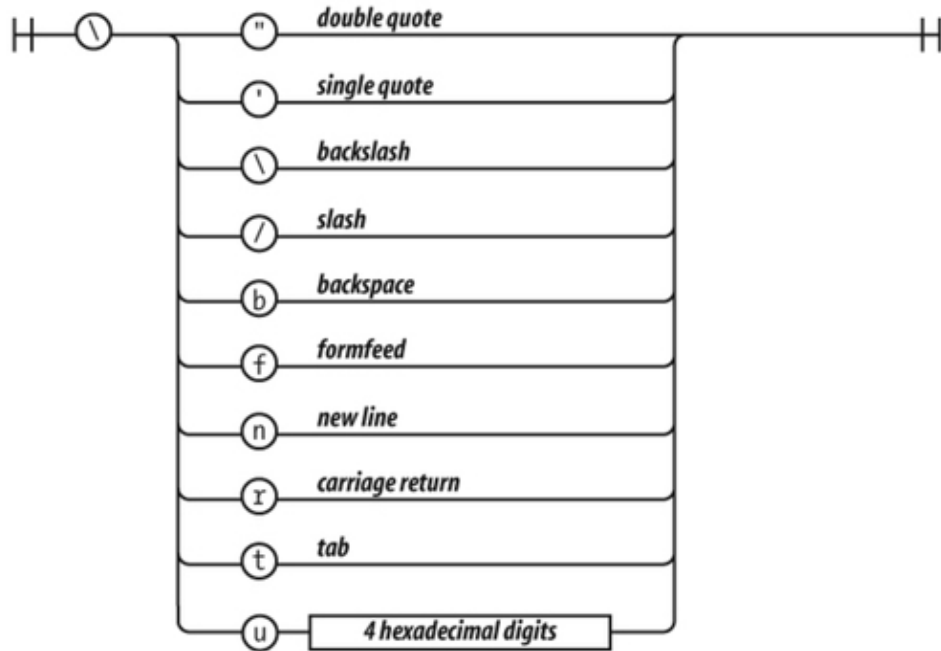 \ " double quote
' single quote
\ backslash
/ slash
b backspace
f formfeed
n new line
r carriage return
t tab
u 4 hexadecimal digits